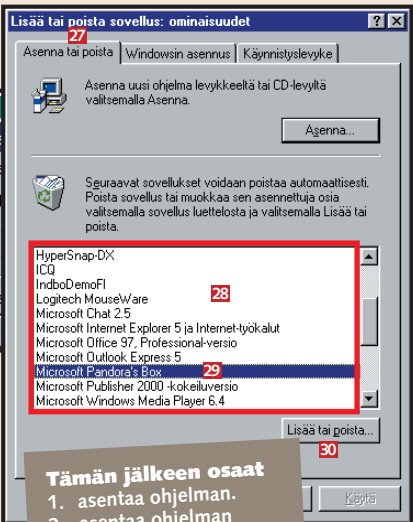 Lisää tai poista sovellus: ominaisuudet
27
Asenna tai poista
Windowsin asennus
Käynnistyslevyke
Asenna uusi ohjelma levykkeeltä tai CD-levyltä
valitsemalla Asenna.
Asenna...
Seuraavat sovellukset voidaan poistaa automaattisesti.
Poista sovellus tai muokkaa sen asennettuja osia
valitsemalla sovellus luettelosta ja valitsemalla Lisää tai
poista.
HyperSnap-DX
ICQ
IndboDemoFI
Logitech MouseWare
28
Microsoft Chat 2.5
Microsoft Internet Explorer 5 ja Internet-työkalut
Microsoft Office 97, Professional-versio
Microsoft Outlook Express 5
Microsoft Pandora's Box 29
Microsoft Publisher 2000 -kokeiluversio
Microsoft Windows Media Player 6.4
Lisää tai poista...
30
Tämän jälkeen osaat
1. asentaa ohjelman.
2. asentaa ohjelman
Käytä